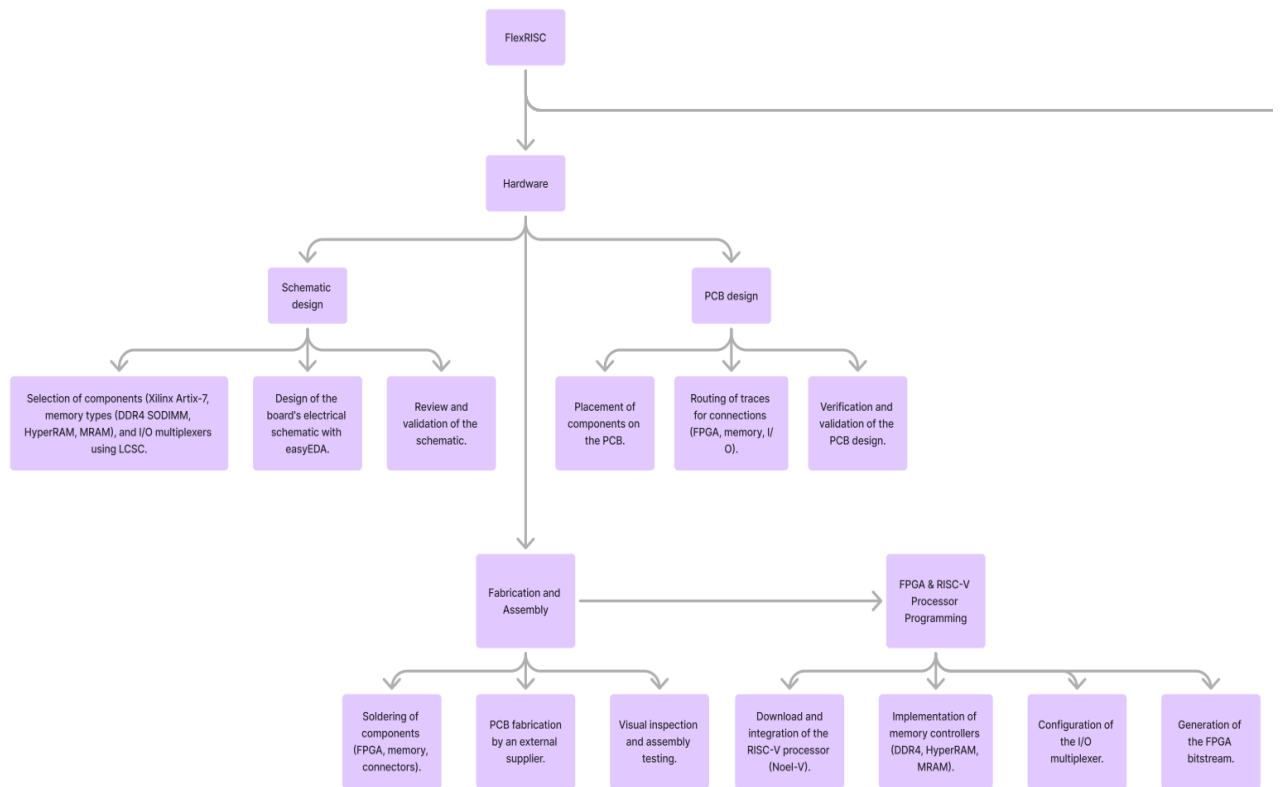 FlexRISC
Hardware
Schematic
design
PCB design
Selection of components (Xilinx Artix-7,
memory types (DDR4 SODIMM,
HyperRAM, MRAM), and I/O multiplexers
using LCSC.
Design of the
board's electrical
schematic with
easyEDA.
Review and
validation of the
schematic.
Placement of
components on
the PCB.
Routing of traces
for connections
(FPGA, memory, I/
O).
Verification and
validation of the
PCB design.
Fabrication and
Assembly
FPGA & RISC-V
Processor
Programming
Soldering of
components
(FPGA, memory,
connectors).
PCB fabrication
by an external
supplier.
Visual inspection
and assembly
testing.
Download and
integration of the
RISC-V processor
(Noel-V).
Implementation of
memory controllers
(DDR4, HyperRAM,
MRAM).
Configuration of
the I/O
multiplexer.
Generation of
the FPGA
bitstream.